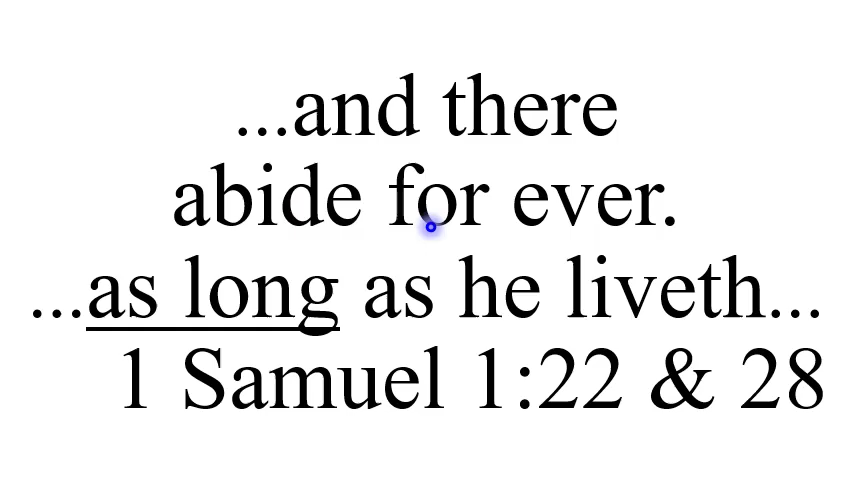 ...and there
abide for ever.
...as long as he liveth...
1 Samuel 1:22 & 28